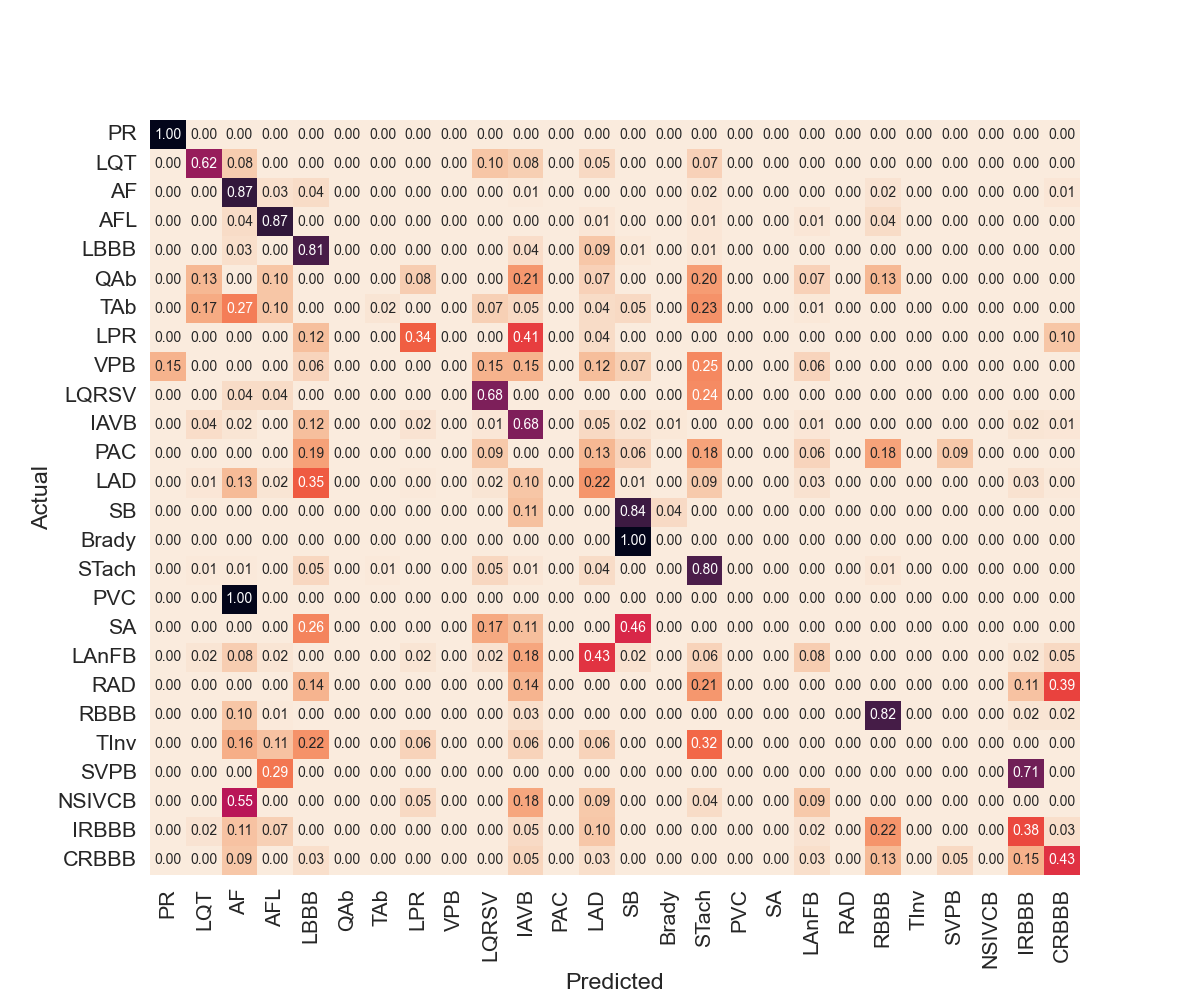 PR 1.00 0.00 0.00 0.00 0.00 0.00 0.00 0.00 0.00 0.00 0.00 0.00 0.00 0.00 0.00 0.00 0.00 0.00 0.00 0.00 0.00 0.00 0.00 0.00 0.00 0.00
LQT 0.00 0.62 0.08 0.00 0.00 0.00 0.00 0.00 0.00 0.10 0.08 0.00 0.05 0.00 0.00 0.07 0.00 0.00 0.00 0.00 0.00 0.00 0.00 0.00 0.00 0.00
AF 0.00 0.00 0.87 0.03 0.04 0.00 0.00 0.00 0.00 0.00 0.01 0.00 0.00 0.00 0.00 0.02 0.00 0.00 0.00 0.00 0.02 0.00 0.00 0.00 0.00 0.01
AFL 0.00 0.00 0.04 0.87 0.00 0.00 0.00 0.00 0.00 0.00 0.00 0.00 0.01 0.00 0.00 0.01 0.00 0.00 0.01 0.00 0.04 0.00 0.00 0.00 0.00 0.00
LBBB 0.00 0.00 0.03 0.00 0.81 0.00 0.00 0.00 0.00 0.00 0.04 0.00 0.09 0.01 0.00 0.01 0.00 0.00 0.00 0.00 0.00 0.00 0.00 0.00 0.00 0.00
QAb 0.00 0.13 0.00 0.10 0.00 0.00 0.00 0.08 0.00 0.00 0.21 0.00 0.07 0.00 0.00 0.20 0.00 0.00 0.07 0.00 0.13 0.00 0.00 0.00 0.00 0.00
TAb 0.00 0.17 0.27 0.10 0.00 0.00 0.02 0.00 0.00 0.07 0.05 0.00 0.04 0.05 0.00 0.23 0.00 0.00 0.01 0.00 0.00 0.00 0.00 0.00 0.00 0.00
LPR 0.00 0.00 0.00 0.00 0.12 0.00 0.00 0.34 0.00 0.00 0.41 0.00 0.04 0.00 0.00 0.00 0.00 0.00 0.00 0.00 0.00 0.00 0.00 0.00 0.00 0.10
VPB 0.15 0.00 0.00 0.00 0.06 0.00 0.00 0.00 0.00 0.15 0.15 0.00 0.12 0.07 0.00 0.25 0.00 0.00 0.06 0.00 0.00 0.00 0.00 0.00 0.00 0.00
LQRSV 0.00 0.00 0.04 0.04 0.00 0.00 0.00 0.00 0.00 0.68 0.00 0.00 0.00 0.00 0.00 0.24 0.00 0.00 0.00 0.00 0.00 0.00 0.00 0.00 0.00 0.00
IAVB 0.00 0.04 0.02 0.00 0.12 0.00 0.00 0.02 0.00 0.01 0.68 0.00 0.05 0.02 0.01 0.00 0.00 0.00 0.01 0.00 0.00 0.00 0.00 0.00 0.02 0.01
PAC 0.00 0.00 0.00 0.00 0.19 0.00 0.00 0.00 0.00 0.09 0.00 0.00 0.13 0.06 0.00 0.18 0.00 0.00 0.06 0.00 0.18 0.00 0.09 0.00 0.00 0.00
LAD 0.00 0.01 0.13 0.02 0.35 0.00 0.00 0.00 0.00 0.02 0.10 0.00 0.22 0.01 0.00 0.09 0.00 0.00 0.03 0.00 0.00 0.00 0.00 0.00 0.03 0.00
SB 0.00 0.00 0.00 0.00 0.00 0.00 0.00 0.00 0.00 0.00 0.11 0.00 0.00 0.84 0.04 0.00 0.00 0.00 0.00 0.00 0.00 0.00 0.00 0.00 0.00 0.00
Brady 0.00 0.00 0.00 0.00 0.00 0.00 0.00 0.00 0.00 0.00 0.00 0.00 0.00 1.00 0.00 0.00 0.00 0.00 0.00 0.00 0.00 0.00 0.00 0.00 0.00 0.00
STach 0.00 0.01 0.01 0.00 0.05 0.00 0.01 0.00 0.00 0.05 0.01 0.00 0.04 0.00 0.00 0.80 0.00 0.00 0.00 0.00 0.01 0.00 0.00 0.00 0.00 0.00
PVC 0.00 0.00 1.00 0.00 0.00 0.00 0.00 0.00 0.00 0.00 0.00 0.00 0.00 0.00 0.00 0.00 0.00 0.00 0.00 0.00 0.00 0.00 0.00 0.00 0.00 0.00
SA 0.00 0.00 0.00 0.00 0.26 0.00 0.00 0.00 0.00 0.17 0.11 0.00 0.00 0.46 0.00 0.00 0.00 0.00 0.00 0.00 0.00 0.00 0.00 0.00 0.00 0.00
LAnFB 0.00 0.02 0.08 0.02 0.00 0.00 0.00 0.02 0.00 0.02 0.18 0.00 0.43 0.02 0.00 0.06 0.00 0.00 0.08 0.00 0.00 0.00 0.00 0.00 0.02 0.05
RAD 0.00 0.00 0.00 0.00 0.14 0.00 0.00 0.00 0.00 0.00 0.14 0.00 0.00 0.00 0.00 0.21 0.00 0.00 0.00 0.00 0.00 0.00 0.00 0.00 0.11 0.39
RBBB 0.00 0.00 0.10 0.01 0.00 0.00 0.00 0.00 0.00 0.00 0.03 0.00 0.00 0.00 0.00 0.00 0.00 0.00 0.00 0.00 0.82 0.00 0.00 0.00 0.02 0.02
TInv 0.00 0.00 0.16 0.11 0.22 0.00 0.00 0.06 0.00 0.00 0.06 0.00 0.06 0.00 0.00 0.32 0.00 0.00 0.00 0.00 0.00 0.00 0.00 0.00 0.00 0.00
SVPB 0.00 0.00 0.00 0.29 0.00 0.00 0.00 0.00 0.00 0.00 0.00 0.00 0.00 0.00 0.00 0.00 0.00 0.00 0.00 0.00 0.00 0.00 0.00 0.00 0.71 0.00
NSIVCB 0.00 0.00 0.55 0.00 0.00 0.00 0.00 0.05 0.00 0.00 0.18 0.00 0.09 0.00 0.00 0.04 0.00 0.00 0.09 0.00 0.00 0.00 0.00 0.00 0.00 0.00
IRBBB 0.00 0.02 0.11 0.07 0.00 0.00 0.00 0.00 0.00 0.00 0.05 0.00 0.10 0.00 0.00 0.00 0.00 0.00 0.02 0.00 0.22 0.00 0.00 0.00 0.38 0.03
CRBBB 0.00 0.00 0.09 0.00 0.03 0.00 0.00 0.00 0.00 0.00 0.05 0.00 0.03 0.00 0.00 0.00 0.00 0.00 0.03 0.00 0.13 0.00 0.05 0.00 0.15 0.43
Actual
PR LQT AF AFL LBBB QAb TAb LPR VPB LQRSV IAVB PAC LAD SB Brady STach PVC SA LAnFB RAD RBBB TInv SVPB NSIVCB IRBBB CRBBB
Predicted